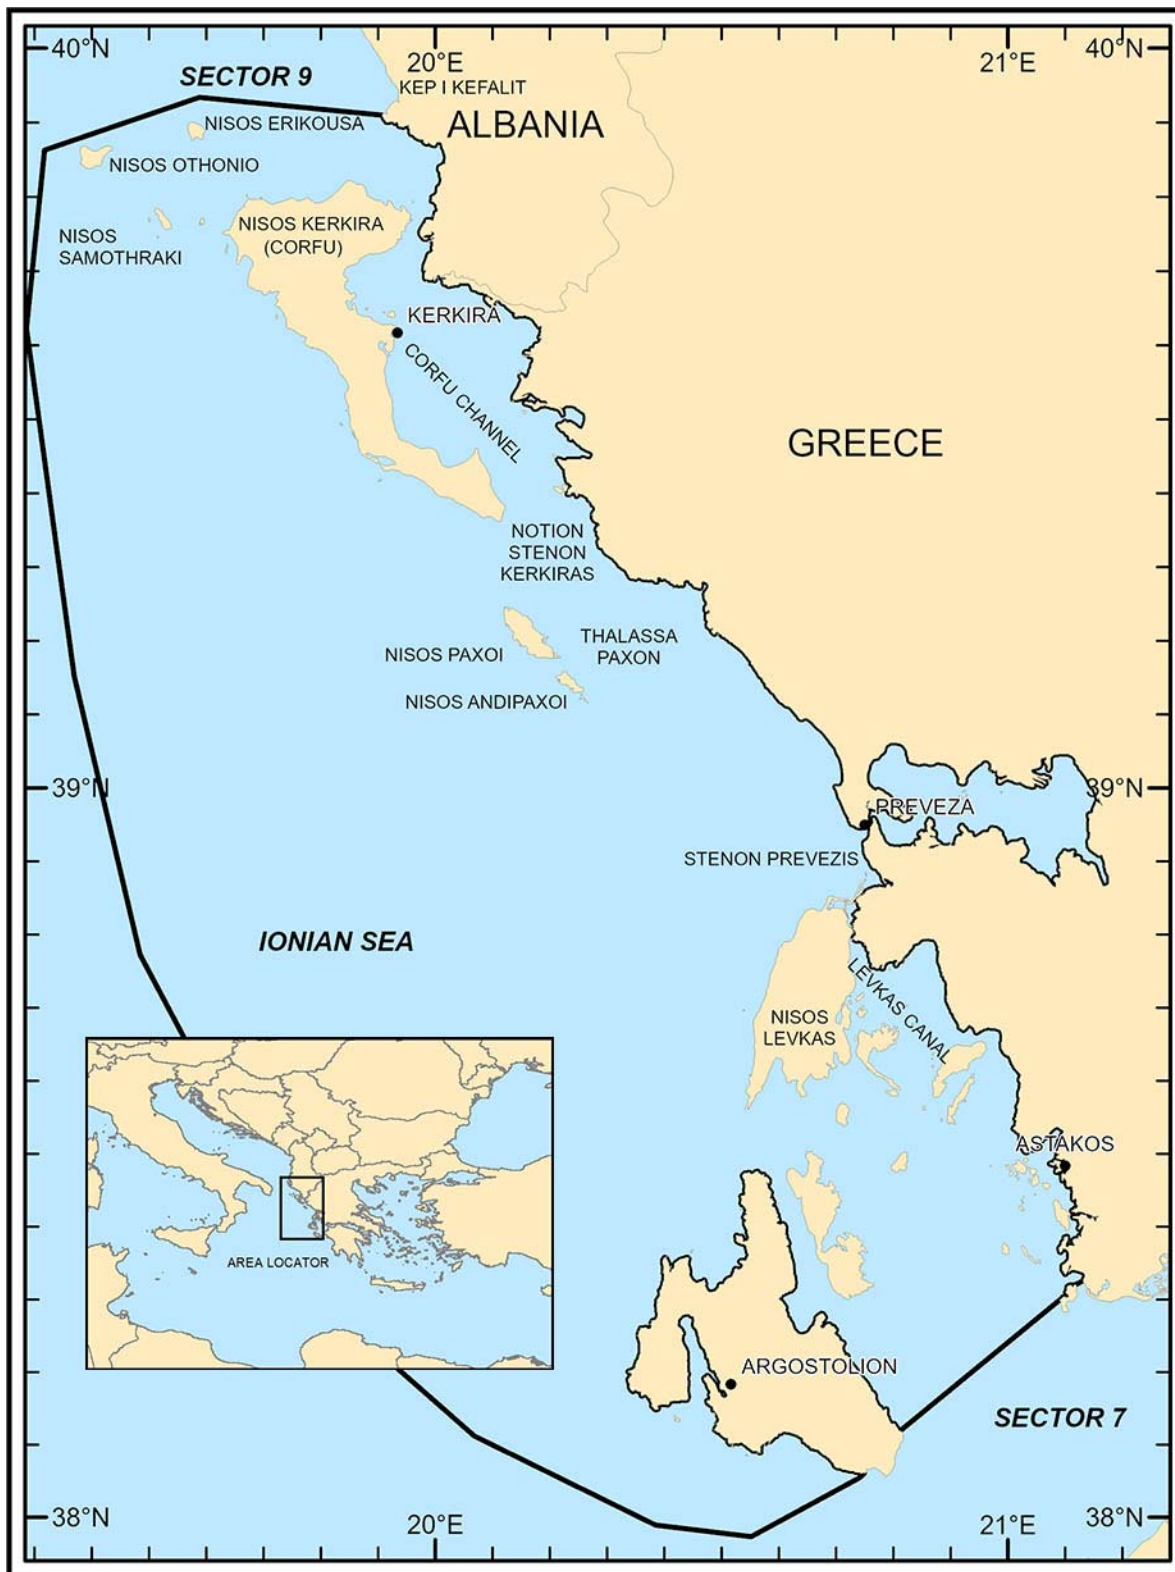 40°N
20°E
21°E
40°N
SECTOR 9
KEP I KEFALIT
ALBANIA
NISOS ERIKOUSA
NISOS OTHONIO
NISOS KERKIRA
(CORFU)
NISOS
SAMOTHRAKI
KERKIRA
CORFU CHANNEL
GREECE
NOTION
STENON
KERKIRAS
THALASSA
PAXON
NISOS PAXOI
NISOS ANDIPAXOI
39°N
39°N
PREVEZA
STENON PREVEZIS
IONIAN SEA
LEVKAS CANAL
NISOS
LEVKAS
ASTAKOS
AREA LOCATOR
ARGOSTOLION
SECTOR 7
38°N
20°E
21°E
38°N